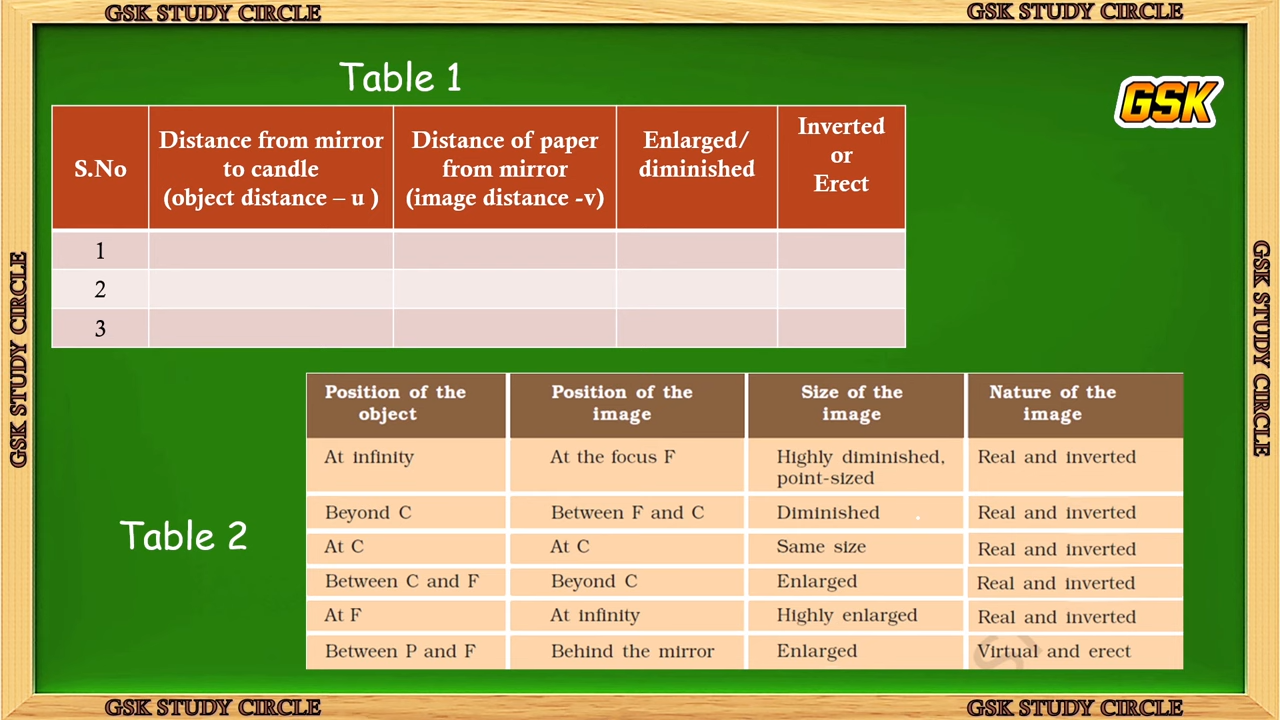 GSK STUDY CIRCLE
GSK STUDY CIRCLE
GSK
Table 1
S.No
Distance from mirror
to candle
(object distance – u )
Distance of paper
from mirror
(image distance -v)
Enlarged/
diminished
Inverted
or
Erect
1
2
3
GSK STUDY CIRCLE
GSK STUDY CIRCLE
Table 2
Position of the
object
Position of the
image
Size of the
image
Nature of the
image
At infinity
At the focus F
Highly diminished,
point-sized
Real and inverted
Beyond C
Between F and C
Diminished
Real and inverted
At C
At C
Same size
Real and inverted
Between C and F
Beyond C
Enlarged
Real and inverted
At F
At infinity
Highly enlarged
Real and inverted
Between P and F
Behind the mirror
Enlarged
Virtual and erect
GSK STUDY CIRCLE
GSK STUDY CIRCLE